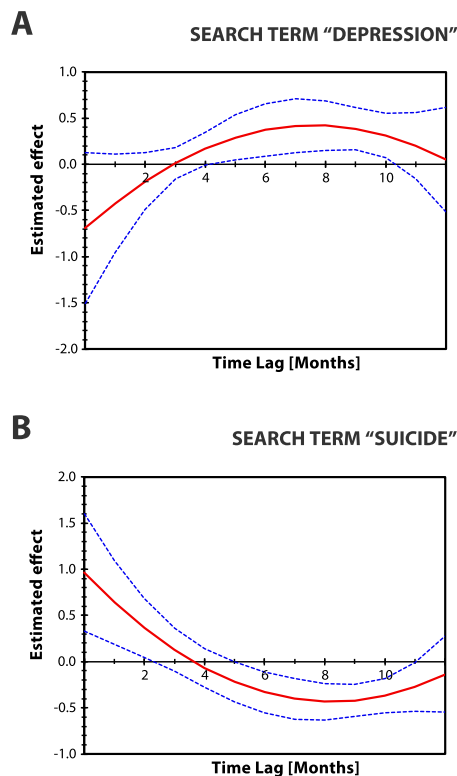 A
SEARCH TERM “DEPRESSION”
1.0
0.5
0.0
-0.5
-1.0
-1.5
-2.0
2 4 6 8 10
Estimated effect
Time Lag [Months]
B
SEARCH TERM “SUICIDE”
2.0
1.5
1.0
0.5
0.0
-0.5
-1.0
2 4 6 8 10
Estimated effect
Time Lag [Months]